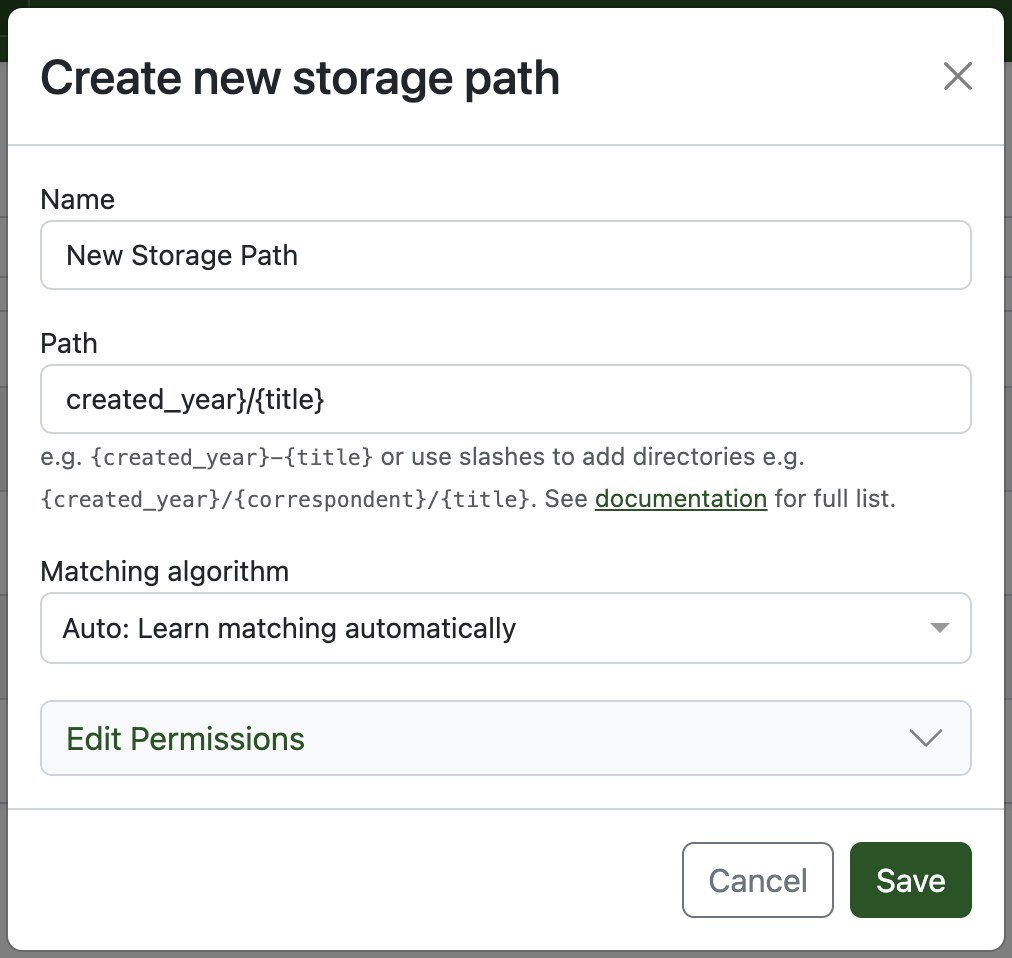 Create new storage path
Name
New Storage Path
Path
created_year}/{title}
e.g. {created_year}-{title} or use slashes to add directories e.g.
{created_year}/{correspondent}/{title}. See documentation for full list.
Matching algorithm
Auto: Learn matching automatically
Edit Permissions
Cancel
Save